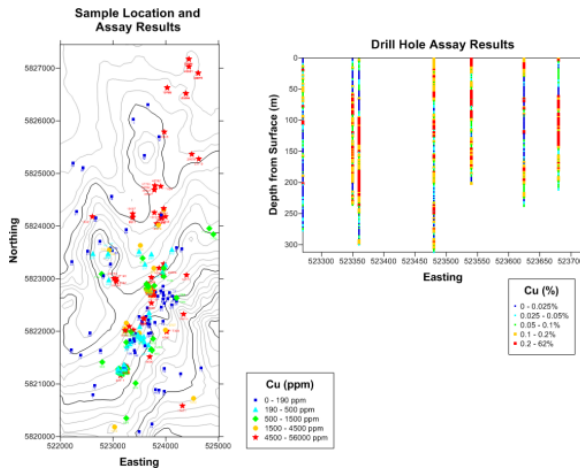 Sample Location and
Assay Results
5827000
5826000
5825000
5824000
5823000
5822000
5821000
5820000
Northing
522000 523000 524000 525000
Easting
Cu (ppm)
0 - 190 ppm
190 - 500 ppm
500 - 1500 ppm
1500 - 4500 ppm
4500 - 56000 ppm
Drill Hole Assay Results
0
50
100
150
200
250
300
Depth from Surface (m)
523300 523350 523400 523450 523500 523550 523600 523650 523700
Easting
Cu (%)
0 - 0.025%
0.025 - 0.05%
0.05 - 0.1%
0.1 - 0.2%
0.2 - 62%